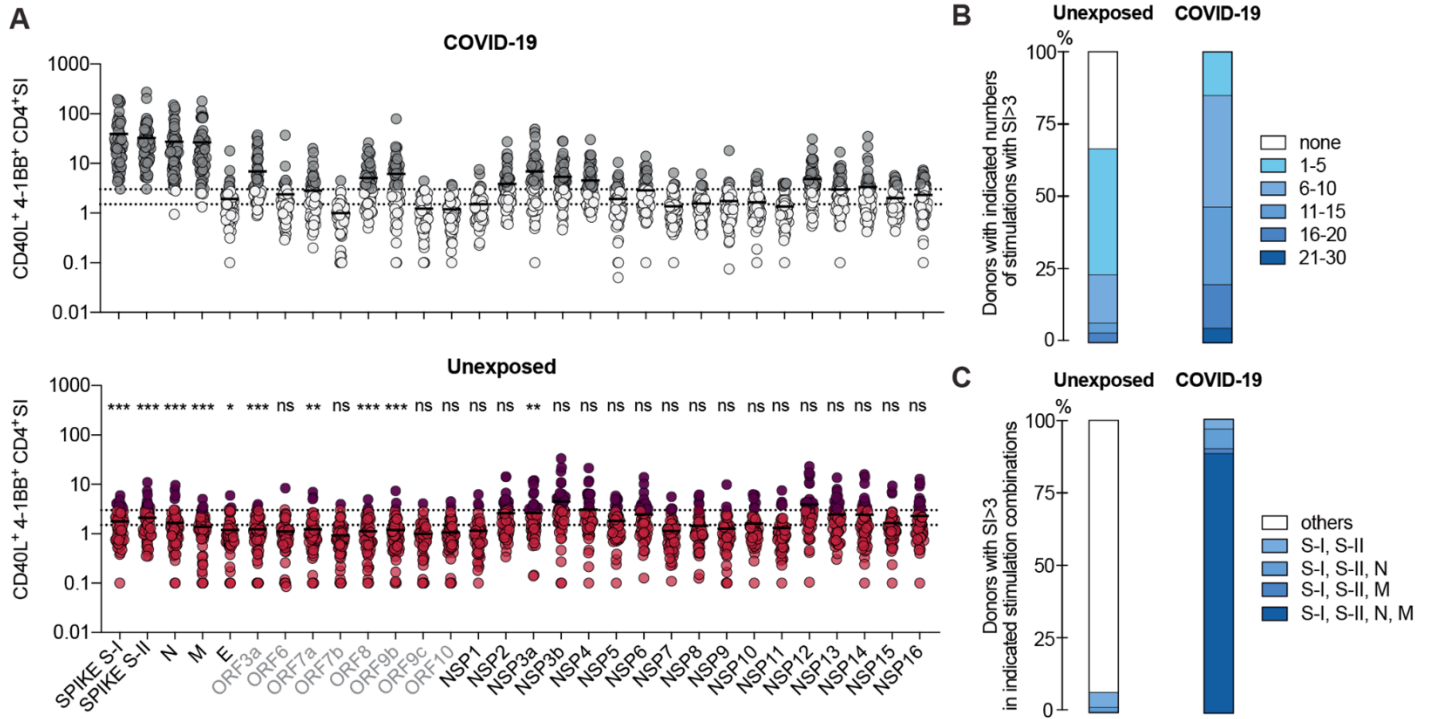 A
COVID-19
CD40L+ 4-1BB+ CD4+SI
1000
100
10
1
0.1
0.01
Unexposed
CD40L+ 4-1BB+ CD4+SI
1000
100
10
1
0.1
0.01
*** *** *** *** * *** ns ** ns *** *** ns ns ns ns ** ns ns ns ns ns ns ns ns ns ns ns ns ns ns
SPIKE S-I
SPIKE S-II
N
M
E
ORF3a
ORF6
ORF7a
ORF7b
ORF8
ORF9b
ORF9c
ORF10
NSP1
NSP2
NSP3a
NSP3b
NSP4
NSP5
NSP6
NSP7
NSP8
NSP9
NSP10
NSP11
NSP12
NSP13
NSP14
NSP15
NSP16
B
Unexposed COVID-19
%
Donors with indicated numbers
of stimulations with SI>3
100
75
50
25
0
none
1-5
6-10
11-15
16-20
21-30
C
Unexposed COVID-19
%
Donors with SI>3
in indicated stimulation combinations
100
75
50
25
0
others
S-I, S-II
S-I, S-II, N
S-I, S-II, M
S-I, S-II, N, M